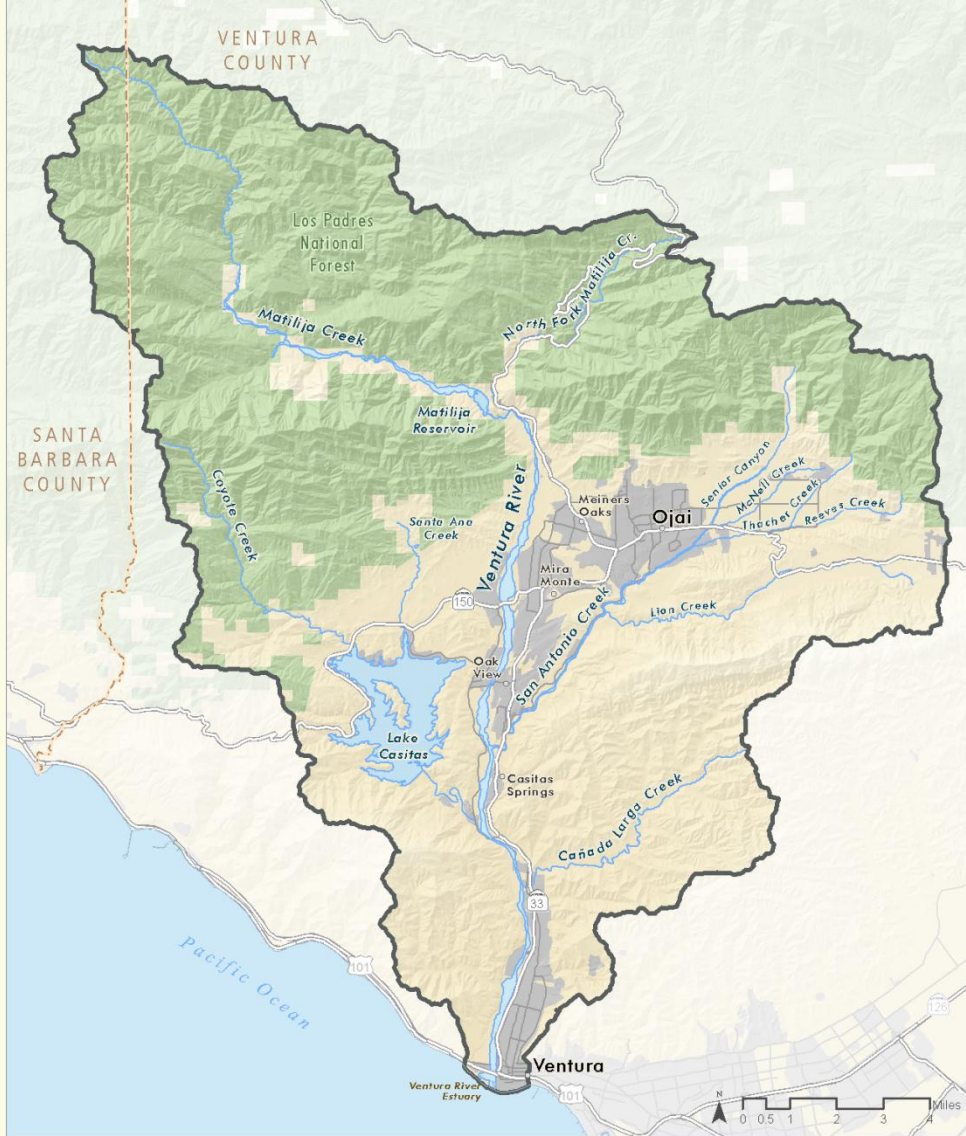 VENTURA
COUNTY
Los Padres
National
Forest
North Fork Matilija Cr.
Matilija Creek
Matilija
Reservoir
SANTA
BARBARA
COUNTY
Coyote Creek
Santa Ana
Creek
Ventura River
Meiners
Oaks
Ojai
Senior Canyon
McNell Creek
Thacher Creek
Reeves Creek
Mira
Monte
150
Lion Creek
San Antonio Creek
Oak
View
Lake
Casitas
Casitas
Springs
Cañada Larga Creek
33
Pacific Ocean
101
126
Ventura
Ventura River
Estuary
101
N
0 0.5 1 2 3 4 Miles